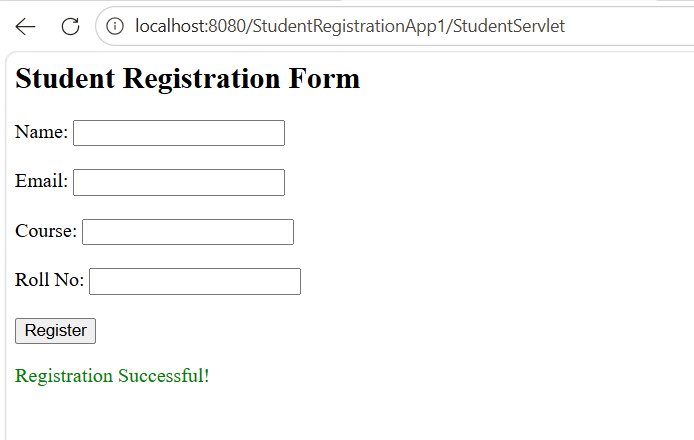 localhost:8080/StudentRegistrationApp1/StudentServlet
Student Registration Form
Name:
Email:
Course:
Roll No:
Register
Registration Successful!